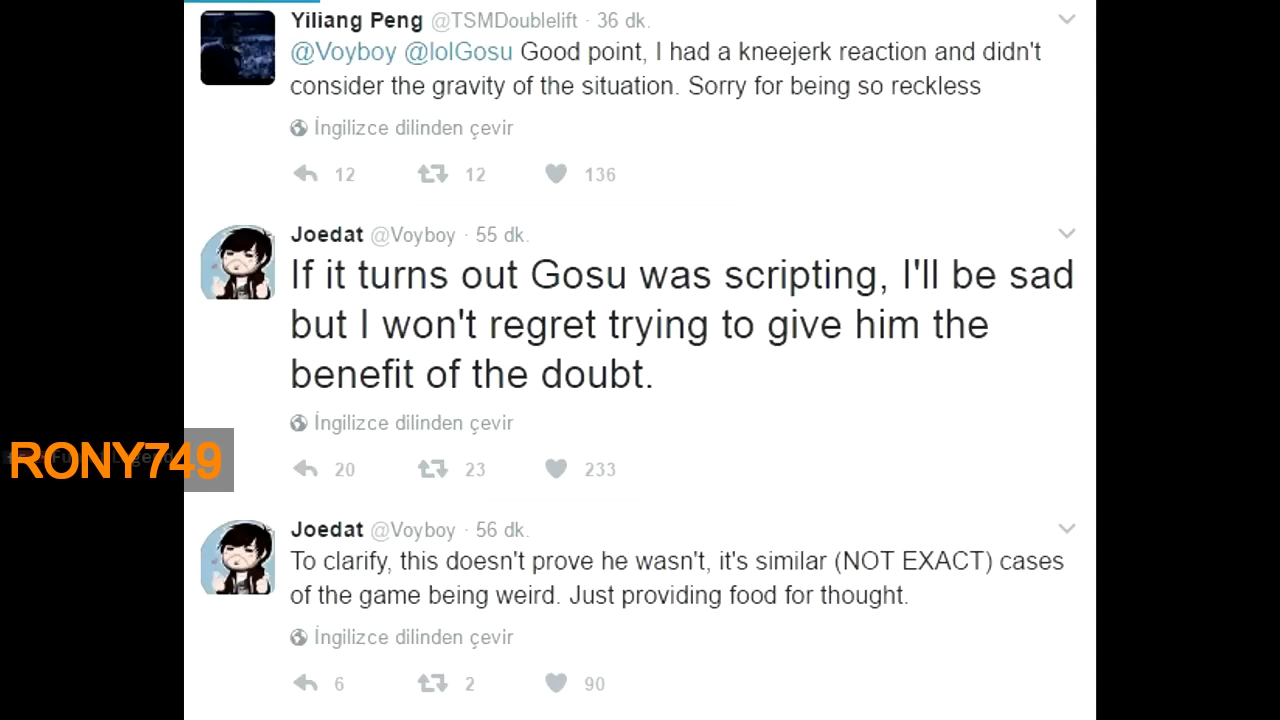 Yiliang Peng @TSMDoublelift · 36 dk.
@Voyboy @lolGosu Good point, I had a kneejerk reaction and didn't
consider the gravity of the situation. Sorry for being so reckless
İngilizce dilinden çevir
12 12 136
Joedat @Voyboy · 55 dk.
If it turns out Gosu was scripting, I'll be sad
but I won't regret trying to give him the
benefit of the doubt.
İngilizce dilinden çevir
RONY749
20 23 233
Joedat @Voyboy · 56 dk.
To clarify, this doesn't prove he wasn't, it's similar (NOT EXACT) cases
of the game being weird. Just providing food for thought.
İngilizce dilinden çevir
6 2 90